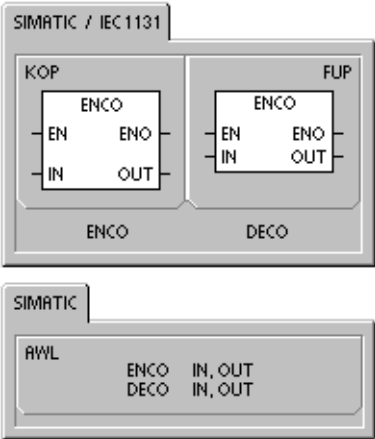 SIMATIC / IEC1131
KOP FUP
ENCO ENCO
EN ENO EN ENO
IN OUT IN OUT
ENCO DECO
SIMATIC
AWL
ENCO IN, OUT
DECO IN, OUT